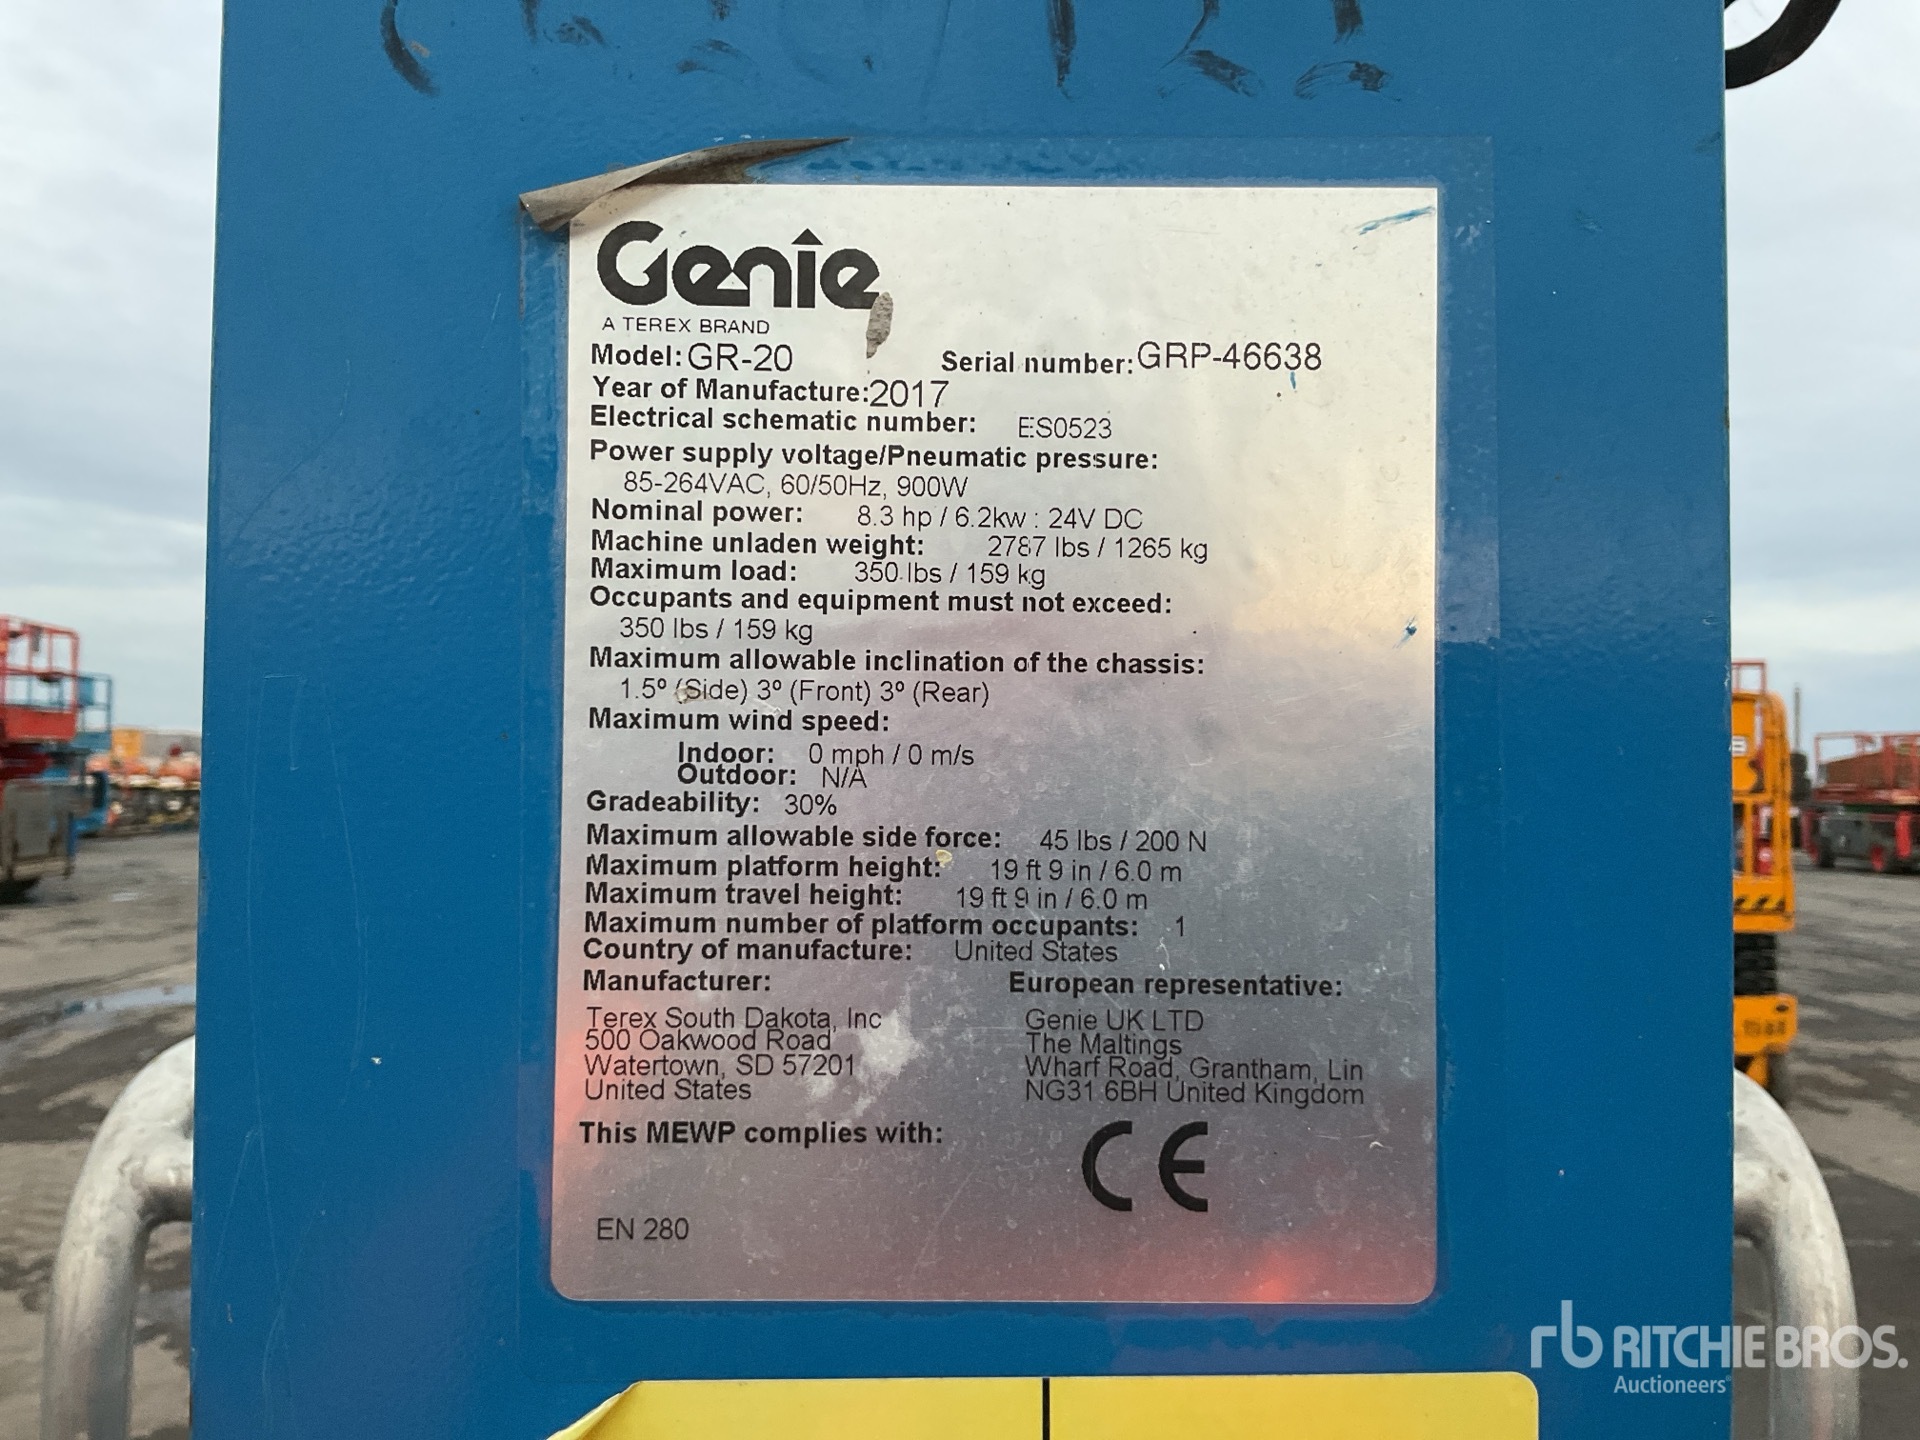 Genie
A TEREX BRAND
Model: GR-20 Serial number: GRP-46638
Year of Manufacture: 2017
Electrical schematic number: ES0523
Power supply voltage/Pneumatic pressure:
85-264VAC, 60/50Hz, 900W
Nominal power: 8.3 hp / 6.2kw : 24V DC
Machine unladen weight: 2787 lbs / 1265 kg
Maximum load: 350 lbs / 159 kg
Occupants and equipment must not exceed:
350 lbs / 159 kg
Maximum allowable inclination of the chassis:
1.5º (Side) 3º (Front) 3º (Rear)
Maximum wind speed:
Indoor: 0 mph / 0 m/s
Outdoor: N/A
Gradeability: 30%
Maximum allowable side force: 45 lbs / 200 N
Maximum platform height: 19 ft 9 in / 6.0 m
Maximum travel height: 19 ft 9 in / 6.0 m
Maximum number of platform occupants: 1
Country of manufacture: United States
Manufacturer:
Terex South Dakota, Inc
500 Oakwood Road
Watertown, SD 57201
United States
European representative:
Genie UK LTD
The Maltings
Wharf Road, Grantham, Lin
NG31 6BH United Kingdom
This MEWP complies with:
CE
EN 280
rb RITCHIE BROS.
Auctioneers